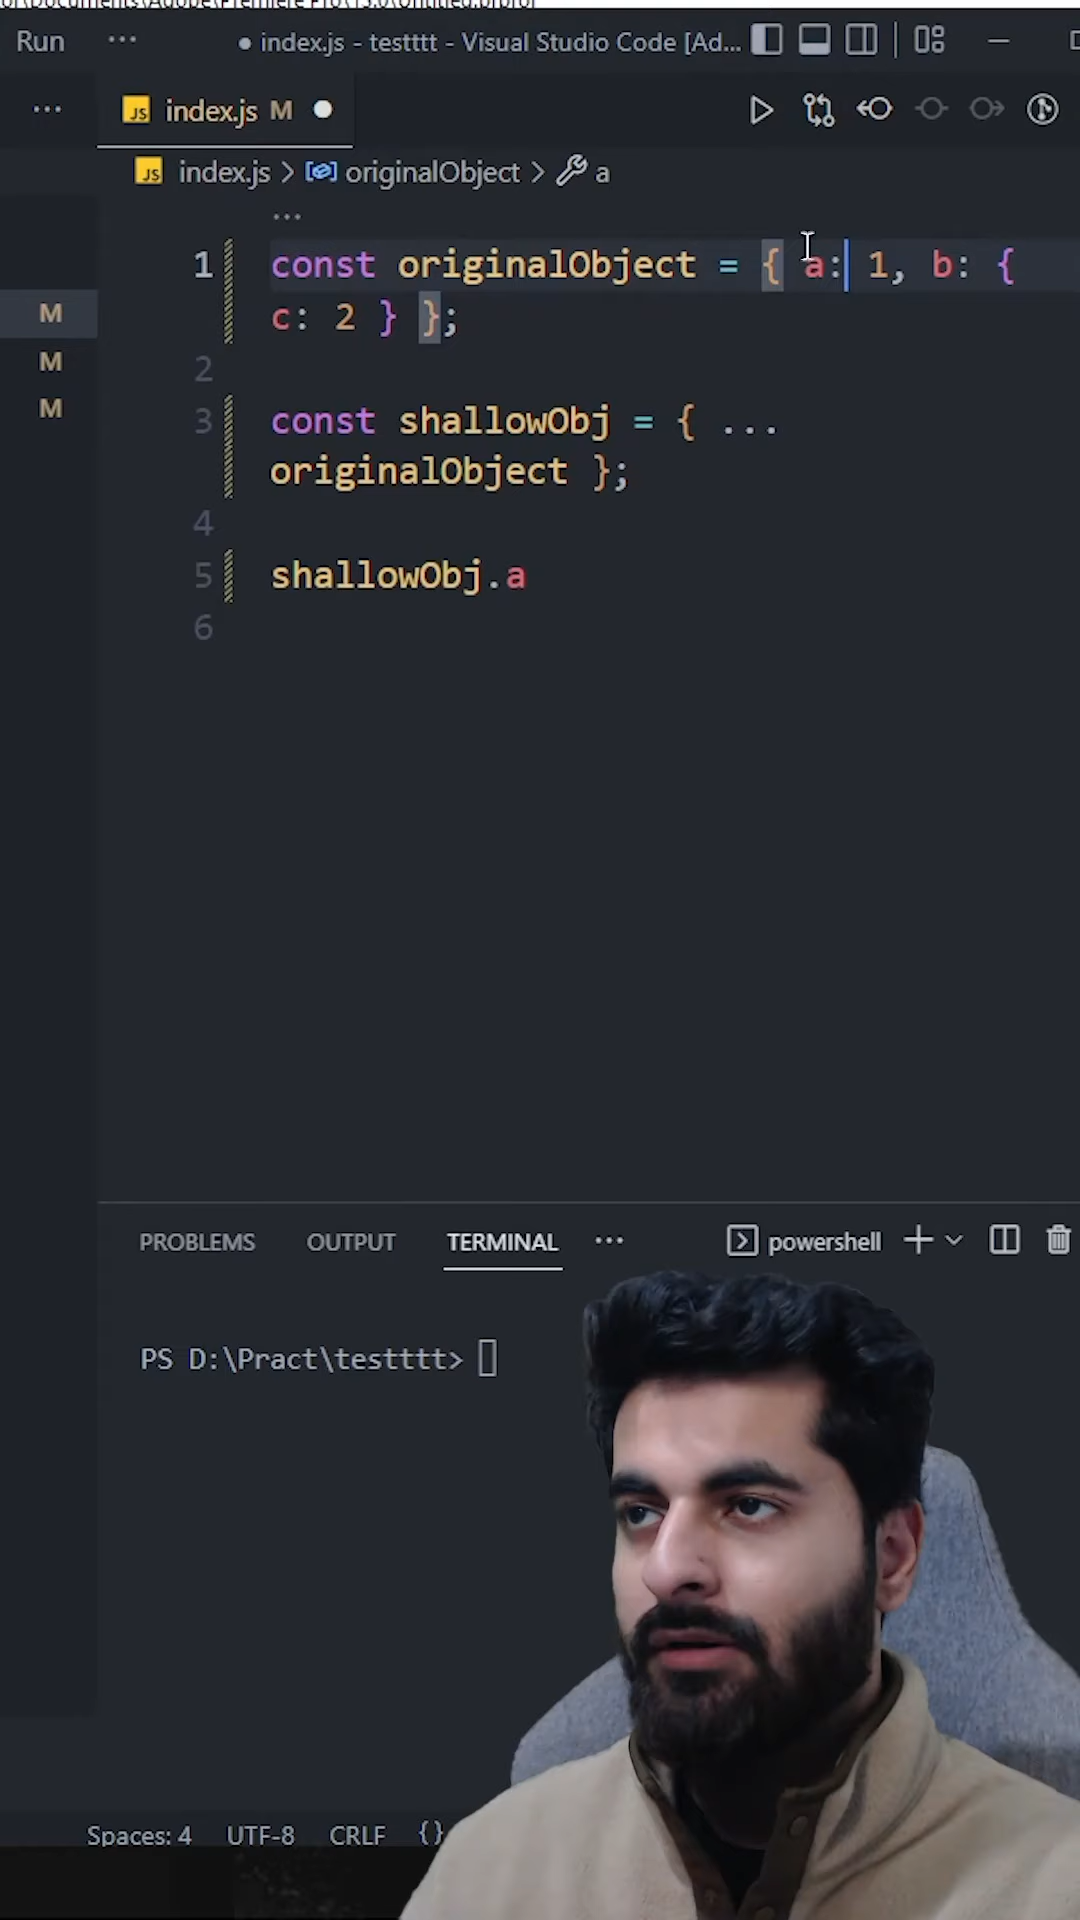 Run ... ● index.js - testttt - Visual Studio Code [Ad...
... JS index.js M
JS index.js > originalObject > a
...
1 const originalObject = { a: 1, b: {
M c: 2 } };
M 2
M 3 const shallowObj = { ...
originalObject };
4
5 shallowObj.a
6
PROBLEMS OUTPUT TERMINAL ... powershell
PS D:\Pract\testttt>
Spaces: 4 UTF-8 CRLF {}